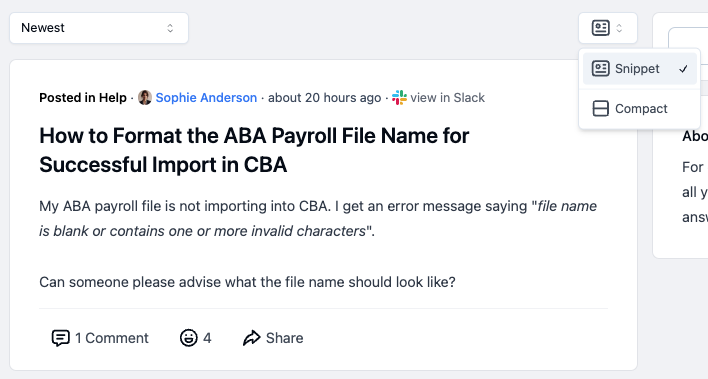 Newest
Snippet
Compact
Posted in Help · Sophie Anderson · about 20 hours ago · view in Slack
How to Format the ABA Payroll File Name for
Successful Import in CBA
My ABA payroll file is not importing into CBA. I get an error message saying "file name
is blank or contains one or more invalid characters".
Can someone please advise what the file name should look like?
1 Comment
4
Share
Abo
For
all y
answ